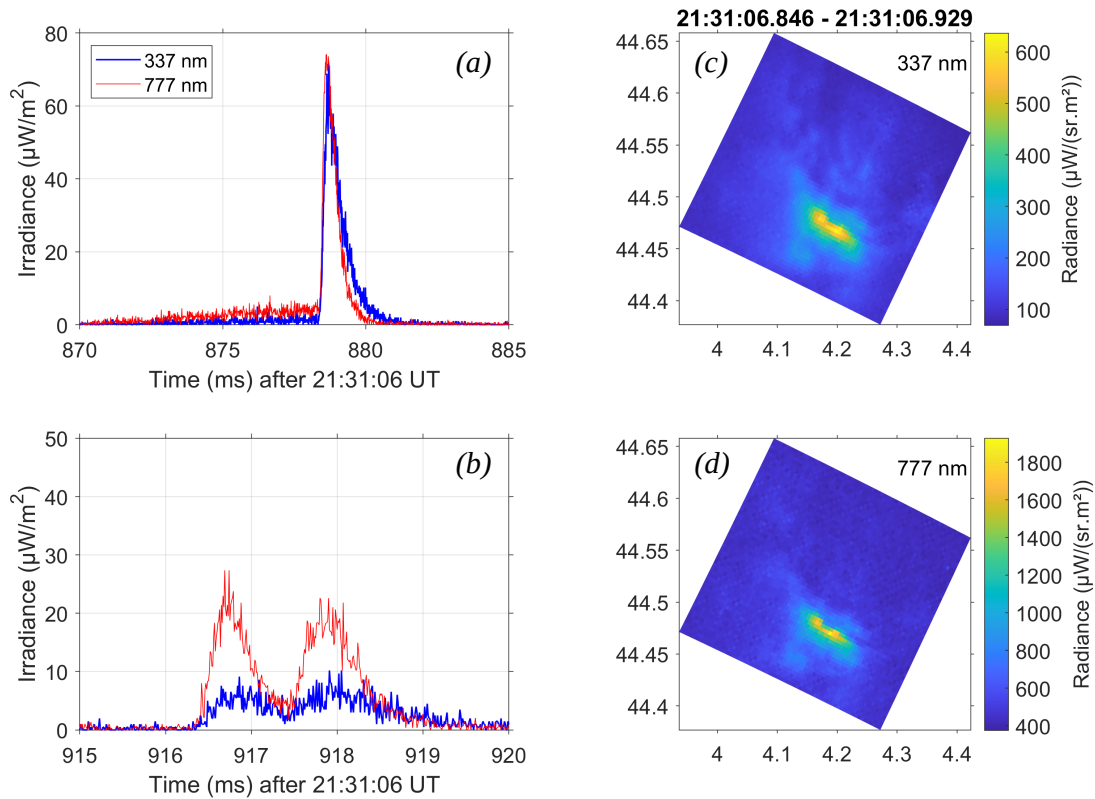 80
60
40
20
0
Irradiance (µW/m²)
337 nm
777 nm
(a)
870 875 880 885
Time (ms) after 21:31:06 UT
21:31:06.846 - 21:31:06.929
44.65
44.6
44.55
44.5
44.45
44.4
(c)
337 nm
4 4.1 4.2 4.3 4.4
600
500
400
300
200
100
Radiance (µW/(sr.m²))
50
40
30
20
10
0
Irradiance (µW/m²)
(b)
915 916 917 918 919 920
Time (ms) after 21:31:06 UT
44.65
44.6
44.55
44.5
44.45
44.4
(d)
777 nm
4 4.1 4.2 4.3 4.4
1800
1600
1400
1200
1000
800
600
400
Radiance (µW/(sr.m²))